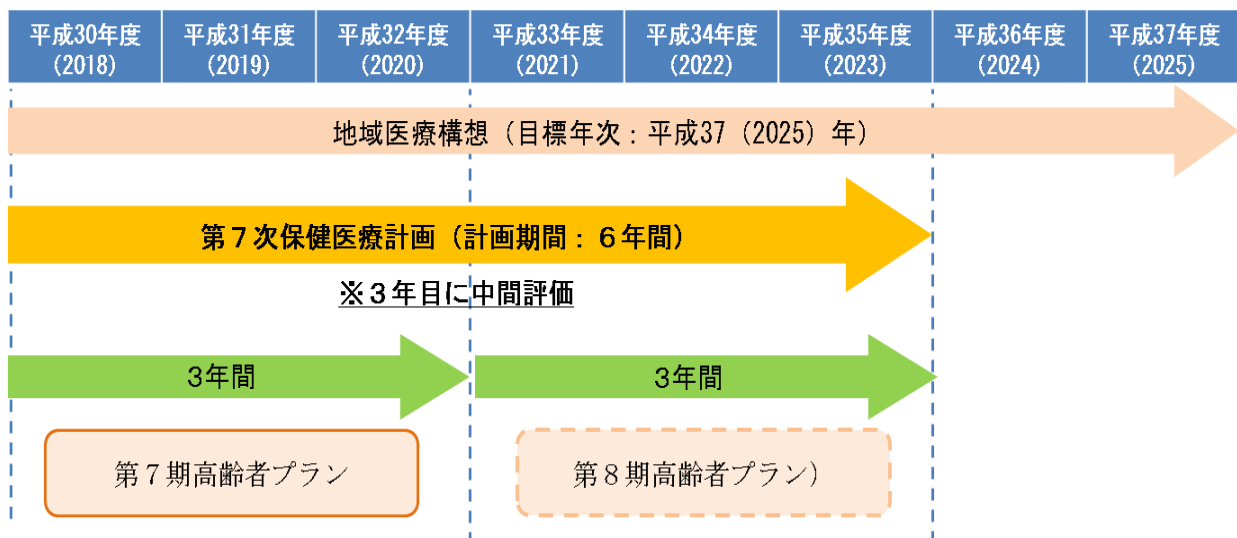 平成30年度
(2018)
平成31年度
(2019)
平成32年度
(2020)
平成33年度
(2021)
平成34年度
(2022)
平成35年度
(2023)
平成36年度
(2024)
平成37年度
(2025)
地域医療構想（目標年次：平成37（2025）年）
第７次保健医療計画（計画期間：６年間）
※３年目に中間評価
３年間
３年間
第７期高齢者プラン
第８期高齢者プラン）